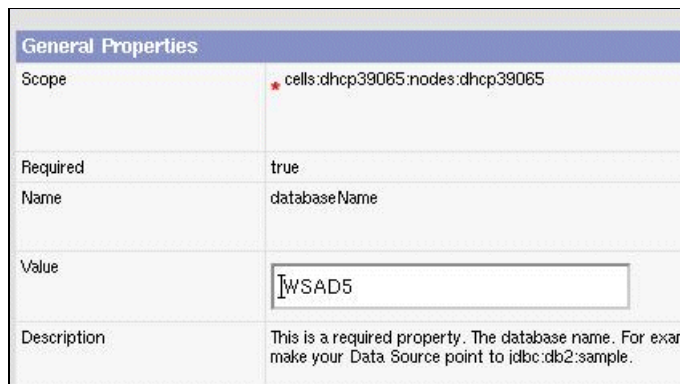 General Properties
Scope
* cells:dhcp39065:nodes:dhcp39065
Required
true
Name
databaseName
Value
WSAD5
Description
This is a required property. The database name. For exar
make your Data Source point to jdbc:db2:sample.